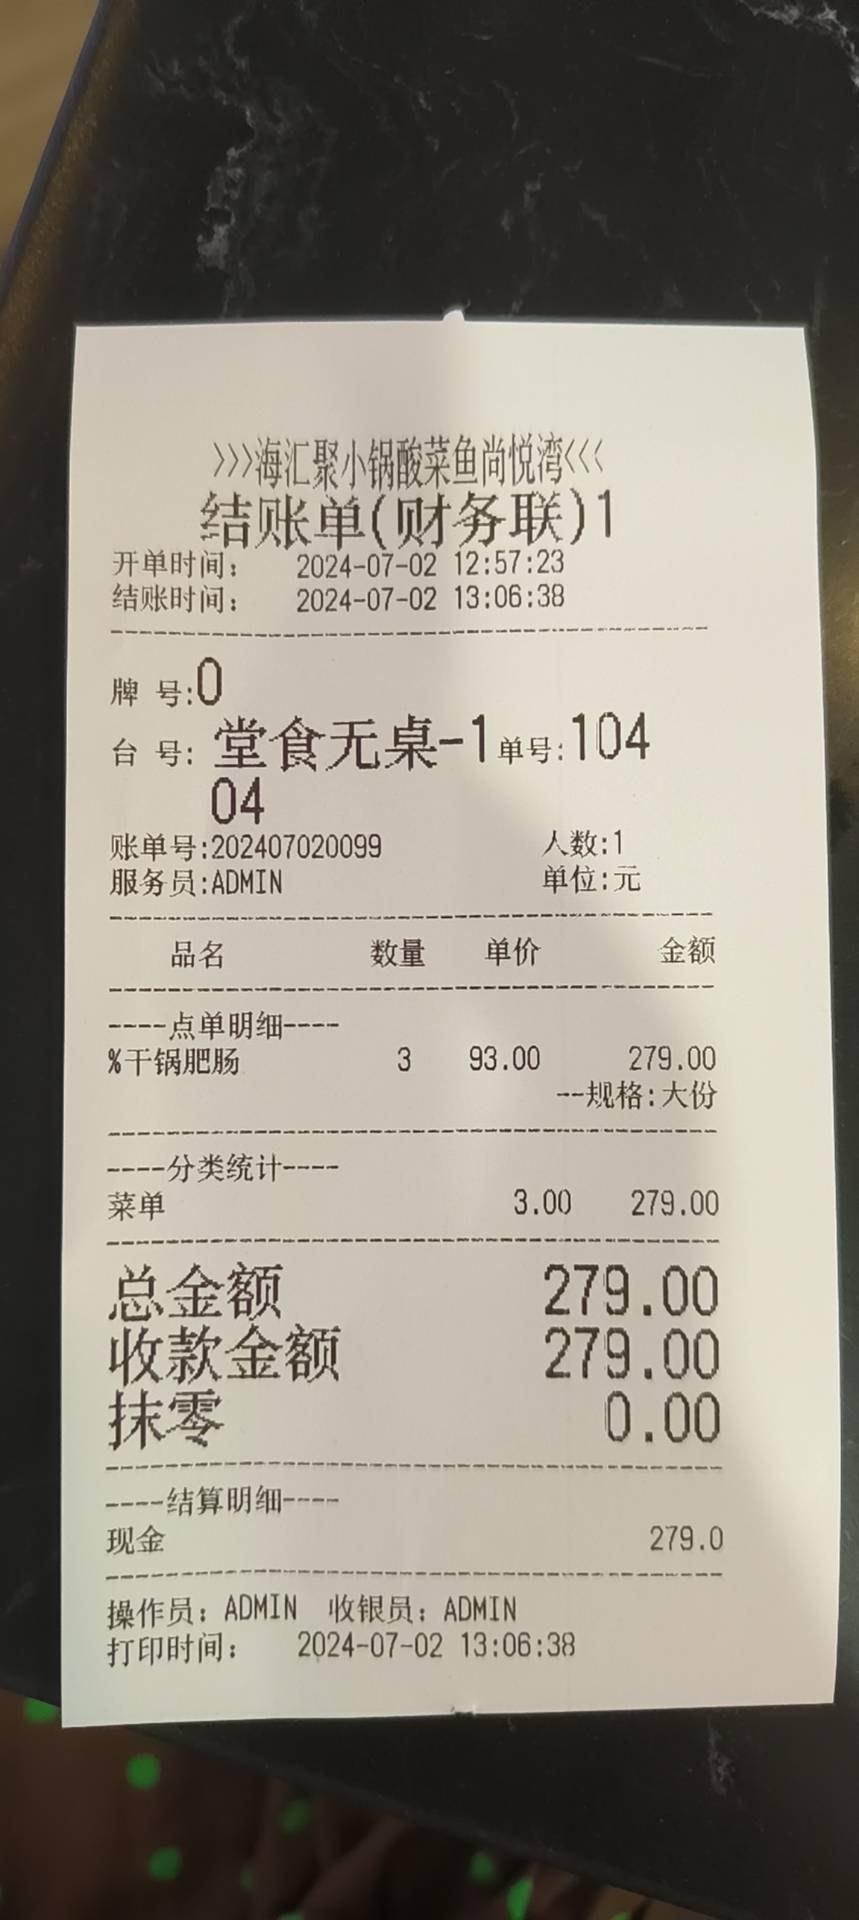 >>>海汇聚小锅酸菜鱼尚悦湾<<<
结账单(财务联)1
开单时间: 2024-07-02 12:57:23
结账时间: 2024-07-02 13:06:38
牌 号:0
台 号: 堂食无桌-1单号:104
04
账单号:202407020099 人数:1
服务员:ADMIN 单位:元
品名 数量 单价 金额
----点单明细----
%干锅肥肠 3 93.00 279.00
--规格:大份
----分类统计----
菜单 3.00 279.00
总金额 279.00
收款金额 279.00
抹零 0.00
----结算明细----
现金 279.0
操作员: ADMIN 收银员: ADMIN
打印时间: 2024-07-02 13:06:38